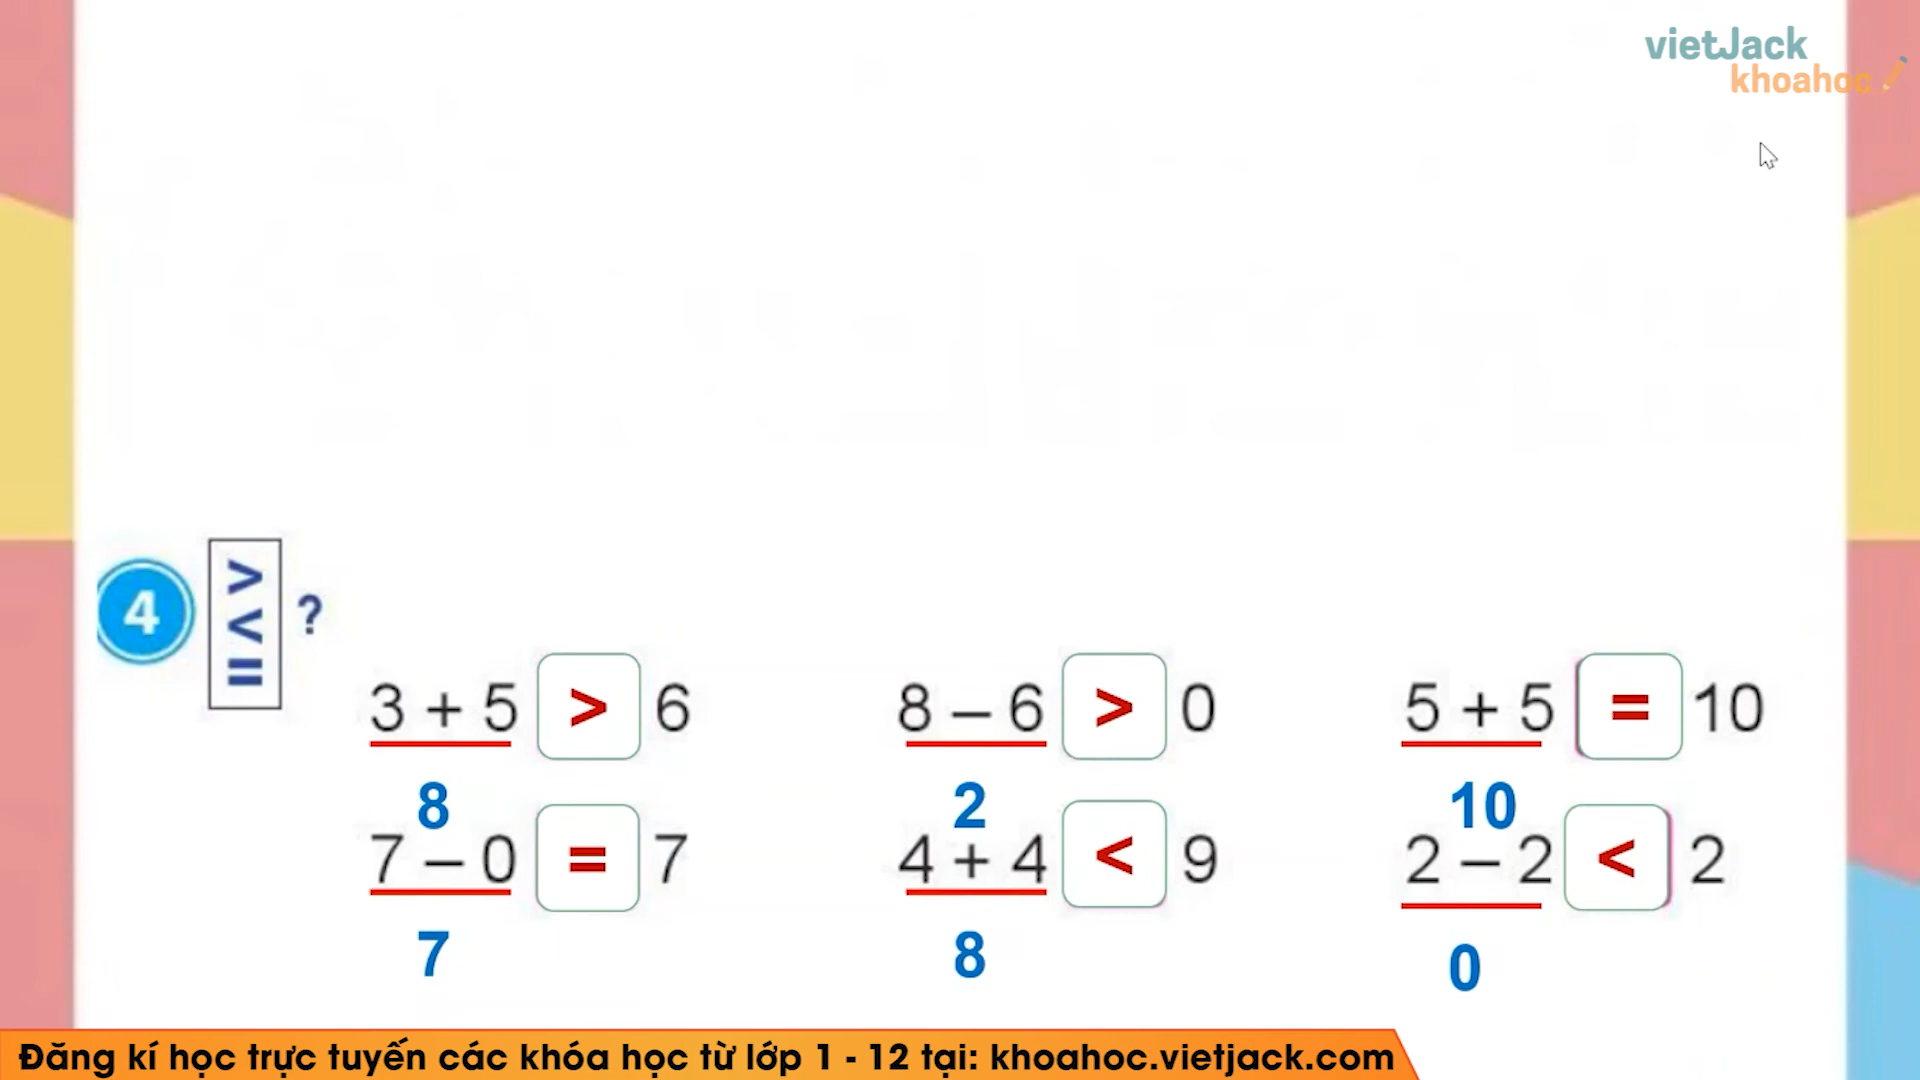 vietJack
khoahoc
4 > < = ?
3 + 5 > 6 8 – 6 > 0 5 + 5 = 10
8 2 10
7 – 0 = 7 4 + 4 < 9 2 – 2 < 2
7 8 0
Đăng kí học trực tuyến các khóa học từ lớp 1 - 12 tại: khoahoc.vietjack.com